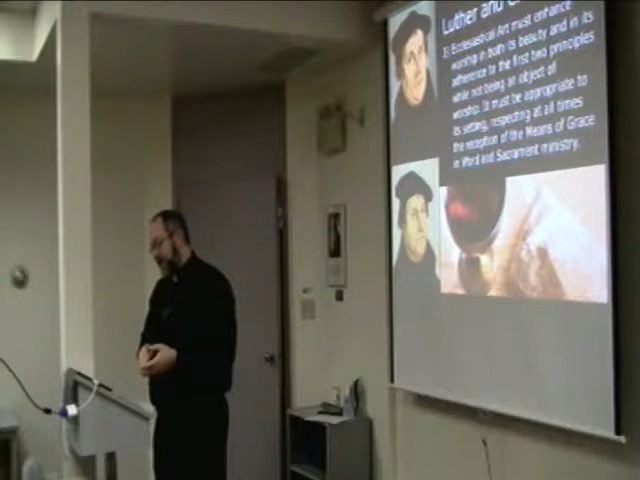 Luther and
3) Ecclesiastical Art must enhance
worship in both its beauty and in its
adherence to the first two principles
while not being an object of
worship. It must be appropriate to
its setting, respecting at all times
the reception of the Means of Grace
in Word and Sacrament ministry.